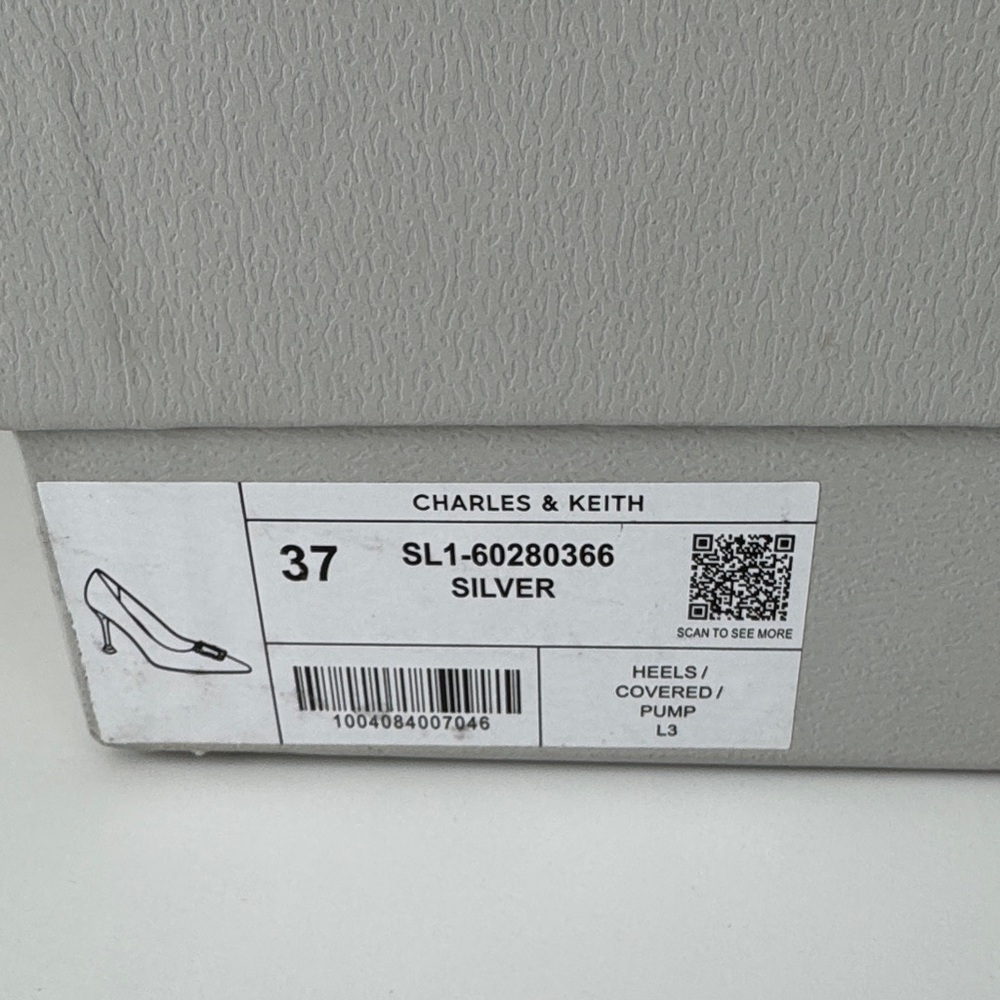 CHARLES & KEITH
37
SL1-60280366
SILVER
SCAN TO SEE MORE
1004084007046
HEELS /
COVERED /
PUMP
L3